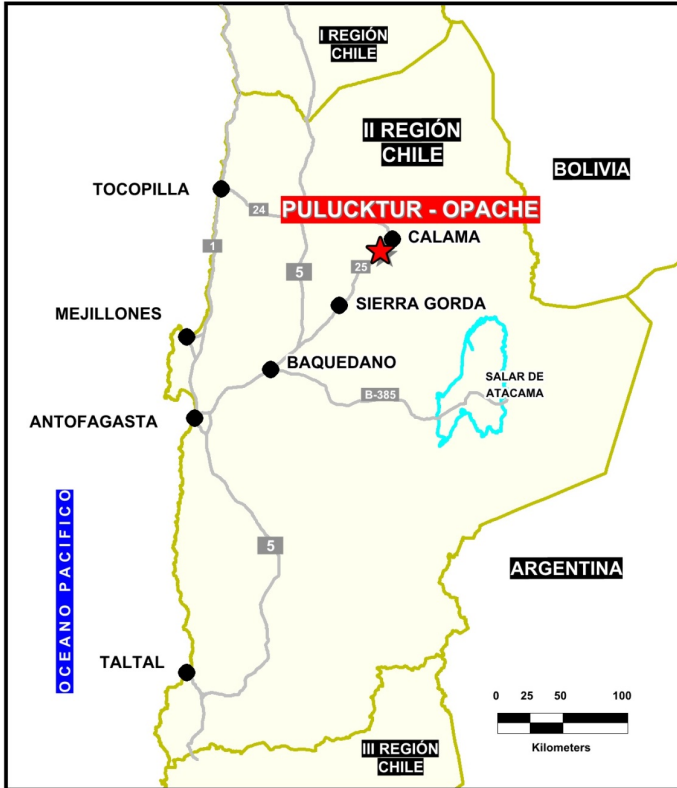 I REGIÓN
CHILE
II REGIÓN
CHILE
BOLIVIA
TOCOPILLA
24
PULUCKTUR - OPACHE
CALAMA
1
5
25
SIERRA GORDA
MEJILLONES
BAQUEDANO
SALAR DE
ATACAMA
B-385
ANTOFAGASTA
OCEANO PACIFICO
5
ARGENTINA
TALTAL
0 25 50 100
Kilometers
III REGIÓN
CHILE